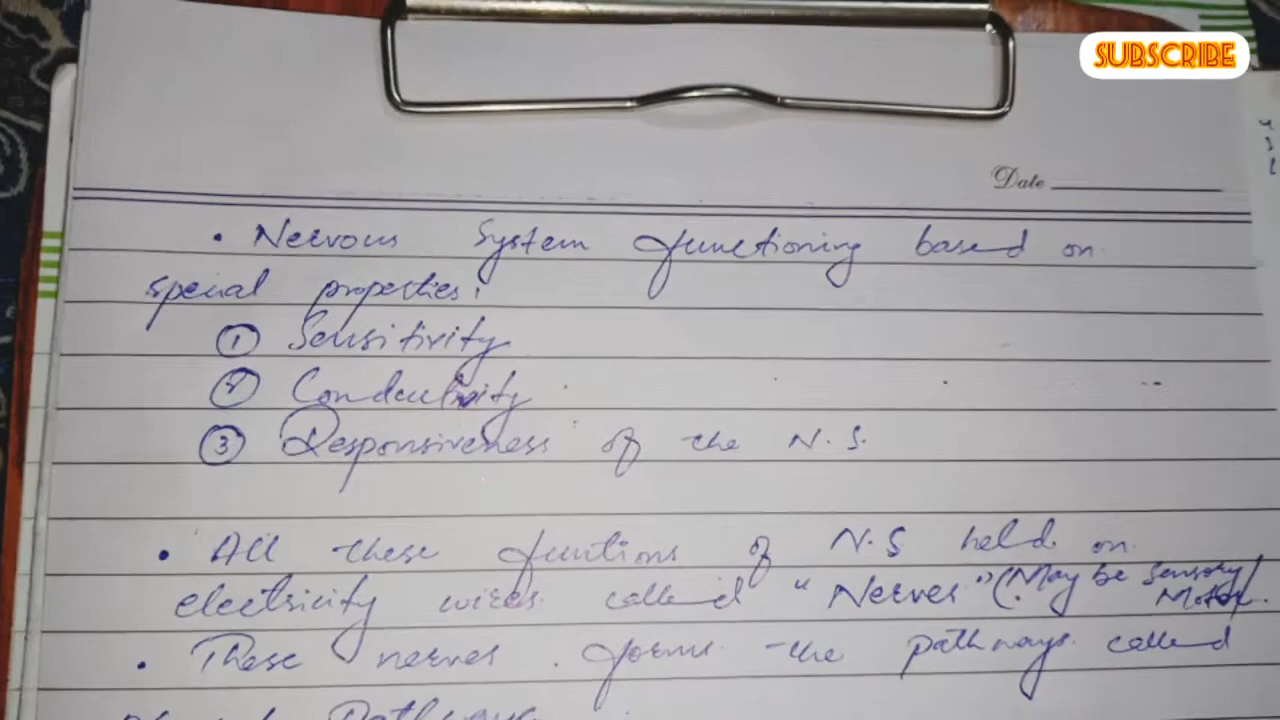 SUBSCRIBE
Date
• Nervous System functioning based on
special properties:
① Sensitivity
② Conductivity
③ Responsiveness of the N.S.
• All these funtions of N.S held on
electricity wires called "Nerves" (May be Sensory/
Motor.
• These nerves forms the pathways called
Pathways